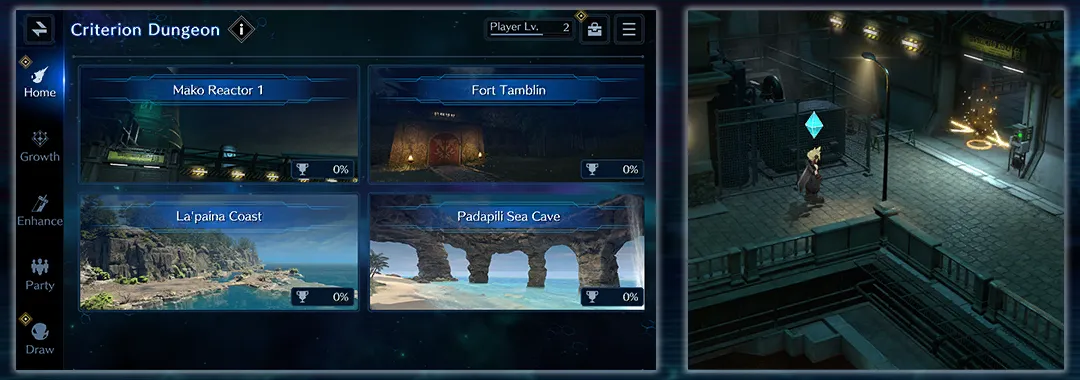 Criterion Dungeon
i
Player Lv. 2
Home
Growth
Enhance
Party
Draw
Mako Reactor 1
0%
Fort Tamblin
0%
La'paina Coast
0%
Padapili Sea Cave
0%